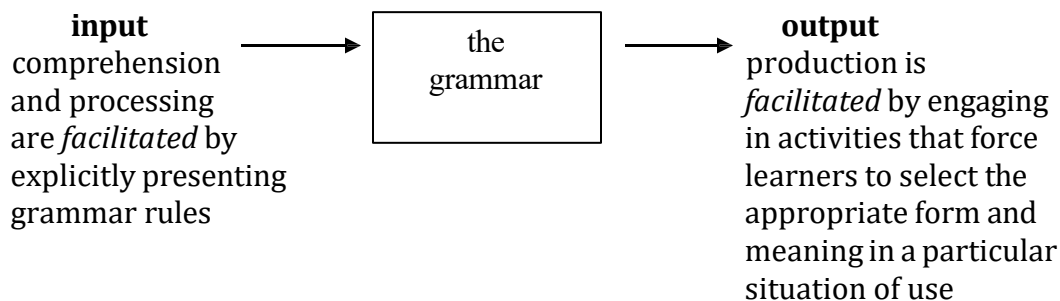 input
comprehension
and processing
are facilitated by
explicitly presenting
grammar rules
the
grammar
output
production is
facilitated by engaging
in activities that force
learners to select the
appropriate form and
meaning in a particular
situation of use